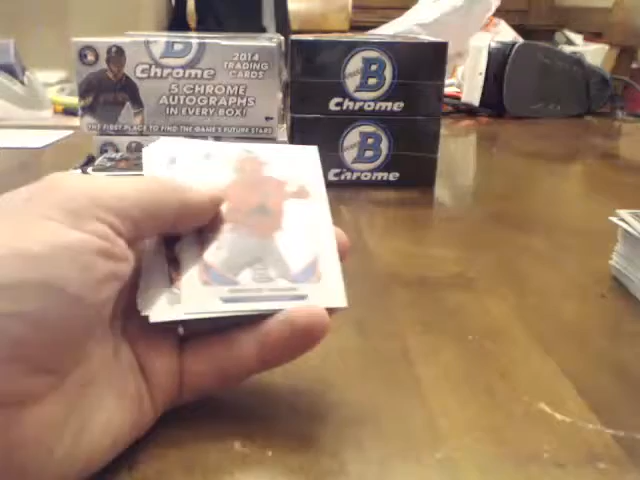 B
Chrome
2014
TRADING
CARDS
5 CHROME
AUTOGRAPHS
IN EVERY BOX!
THE FIRST PLACE TO FIND THE GAME'S FUTURE STARS
B
Chrome
B
Chrome